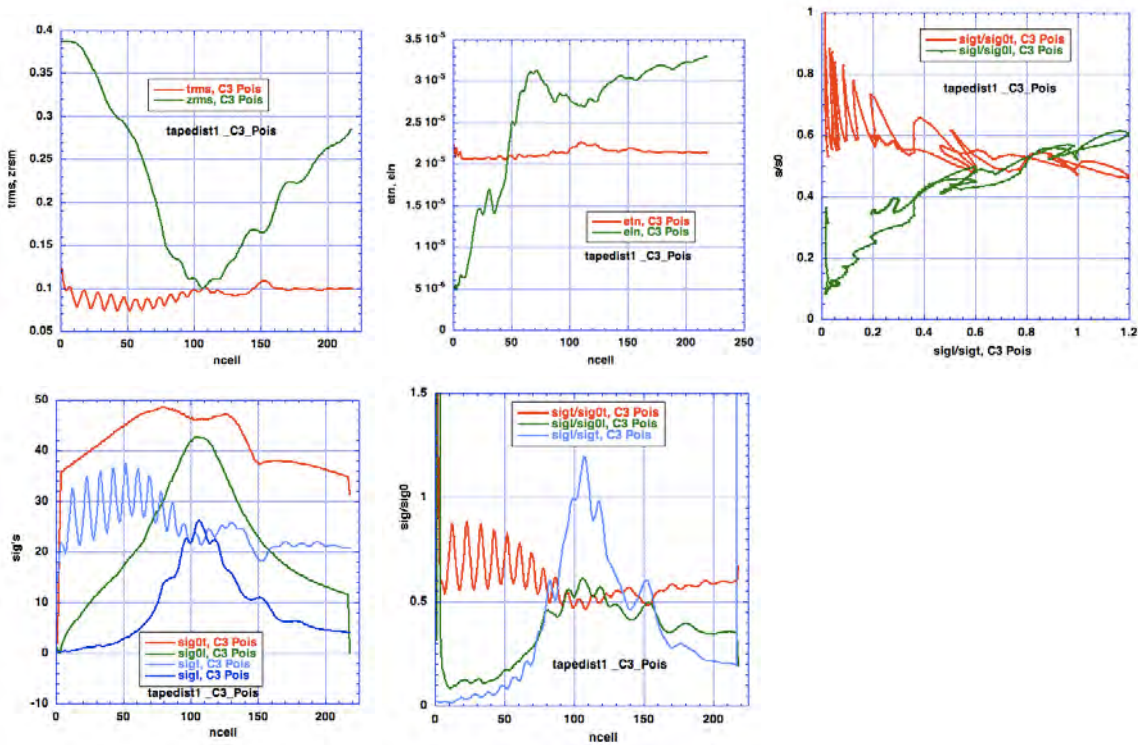 0.4
0.35
0.3
0.25
0.2
0.15
0.1
0.05
trms, zrsm
trms, C3 Pois
zrms, C3 Pois
tapedist1 _C3_Pois
0 50 100 150 200
ncell
3.5 10⁻⁵
3 10⁻⁵
2.5 10⁻⁵
2 10⁻⁵
1.5 10⁻⁵
1 10⁻⁵
5 10⁻⁶
0
etn, eln
etn, C3 Pois
eln, C3 Pois
tapedist1 _C3_Pois
0 50 100 150 200 250
ncell
1
0.8
0.6
0.4
0.2
0
s/s0
sigt/sig0t, C3 Pois
sigl/sig0l, C3 Pois
tapedist1 _C3_Pois
0 0.2 0.4 0.6 0.8 1 1.2
sigl/sigt, C3 Pois
50
40
30
20
10
0
-10
sig's
sig0t, C3 Pois
sig0l, C3 Pois
sigt, C3 Pois
sigl, C3 Pois
tapedist1 _C3_Pois
0 50 100 150 200
ncell
1.5
1
0.5
0
sig/sig0
sigt/sig0t, C3 Pois
sigl/sig0l, C3 Pois
sigl/sigt, C3 Pois
tapedist1 _C3_Pois
0 50 100 150 200
ncell